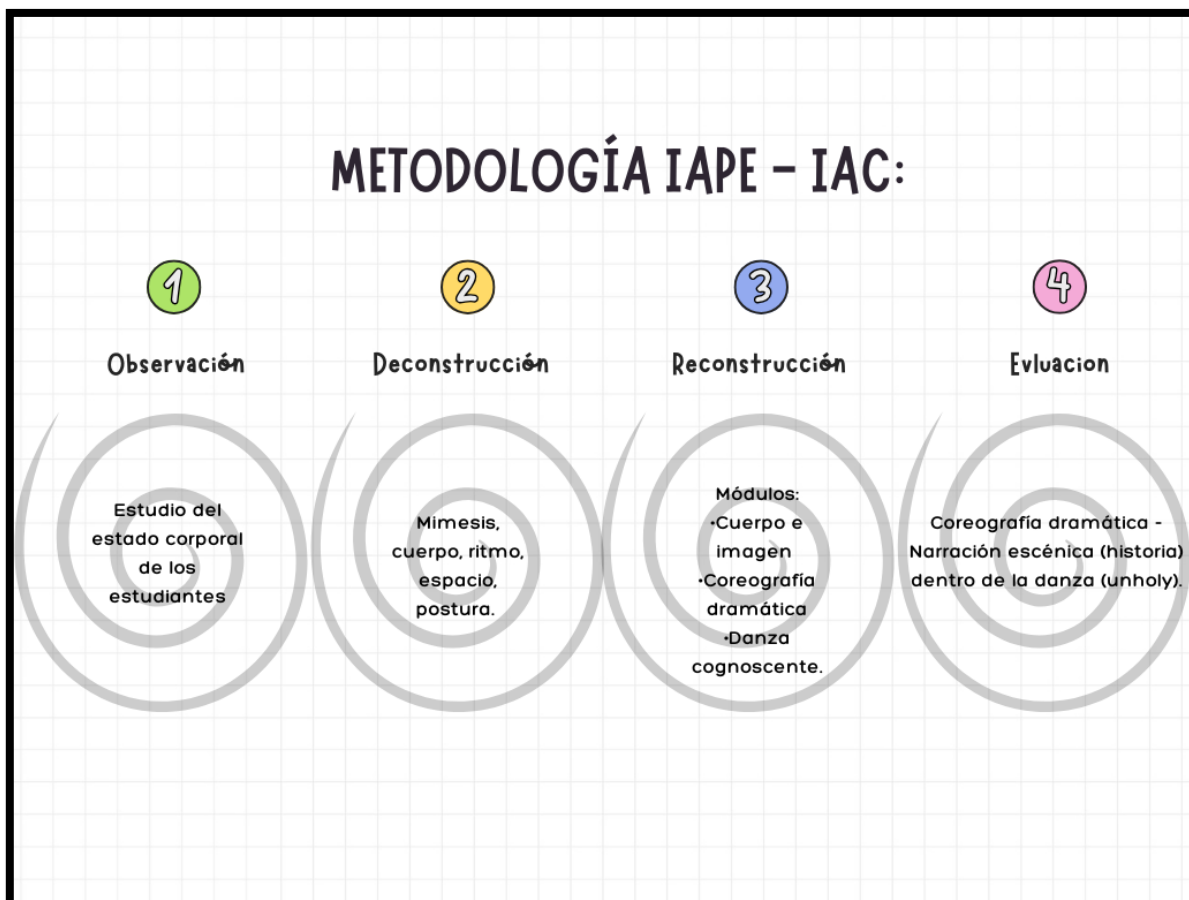 METODOLOGÍA IAPE – IAC:
1
Observación
Estudio del
estado corporal
de los
estudiantes
2
Deconstrucción
Mimesis,
cuerpo, ritmo,
espacio,
postura.
3
Reconstrucción
Módulos:
•Cuerpo e
imagen
•Coreografía
dramática
•Danza
cognoscente.
4
Evluacion
Coreografía dramática -
Narración escénica (historia)
dentro de la danza (unholy).